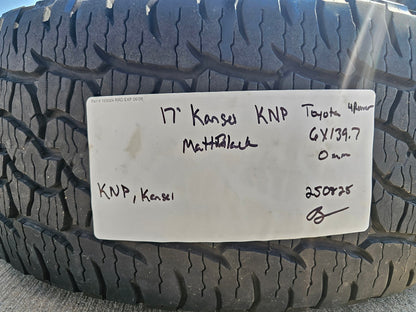 17" Kansei KNP Toyota 4Runner
6X139.7
Matte Black
0mm
KNP, Kansei
250825